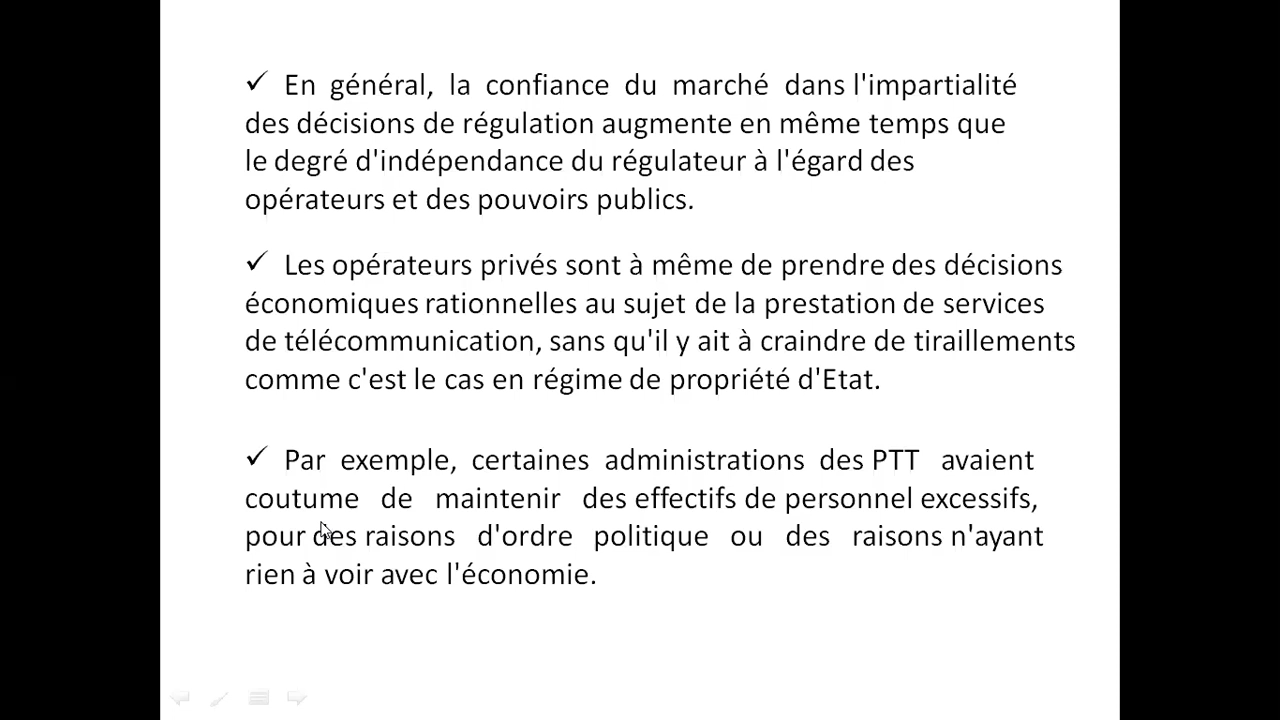 ✓ En général, la confiance du marché dans l'impartialité
des décisions de régulation augmente en même temps que
le degré d'indépendance du régulateur à l'égard des
opérateurs et des pouvoirs publics.
✓ Les opérateurs privés sont à même de prendre des décisions
économiques rationnelles au sujet de la prestation de services
de télécommunication, sans qu'il y ait à craindre de tiraillements
comme c'est le cas en régime de propriété d'Etat.
✓ Par exemple, certaines administrations des PTT avaient
coutume de maintenir des effectifs de personnel excessifs,
pour des raisons d'ordre politique ou des raisons n'ayant
rien à voir avec l'économie.